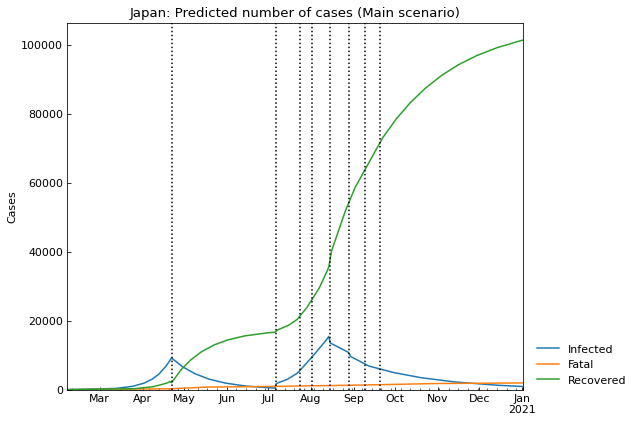 Japan: Predicted number of cases (Main scenario)
100000
80000
60000
40000
20000
0
Cases
Mar Apr May Jun Jul Aug Sep Oct Nov Dec Jan
2021
Infected
Fatal
Recovered